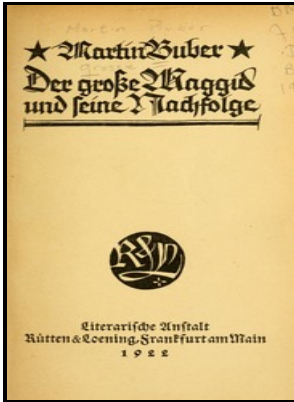 ★ Martin Buber ★
Der große Maggid
und seine Nachfolge
R&L
Literarische Anstalt
Rütten & Loening, Frankfurt am Main
1922